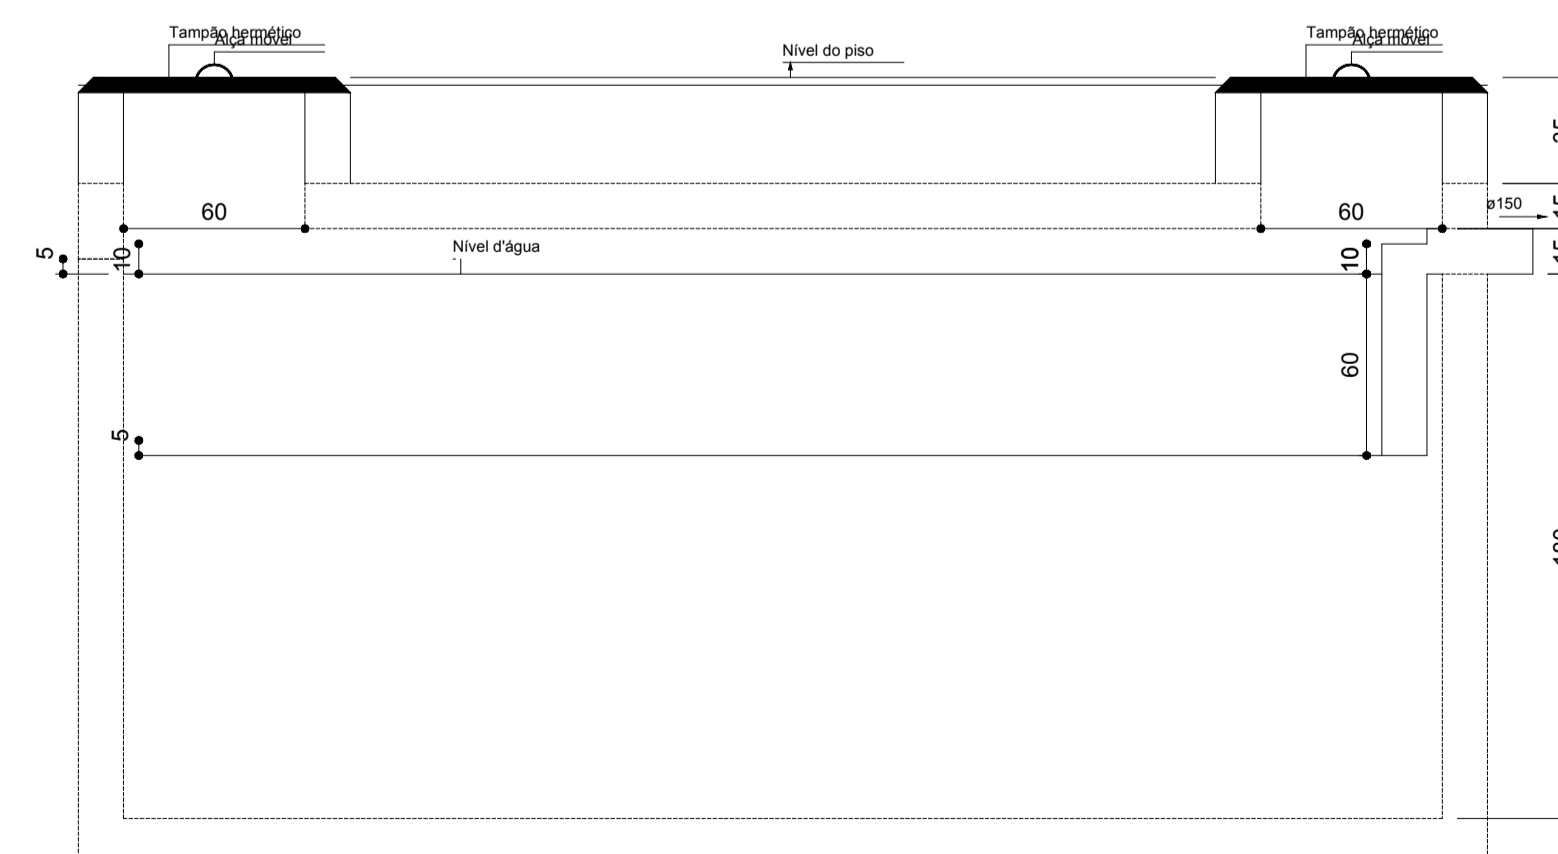 Tampão hermético
Alça móvel
Nível do piso
Tampão hermético
Alça móvel
60
60
ø150
5
10
Nível d'água
10
60
5